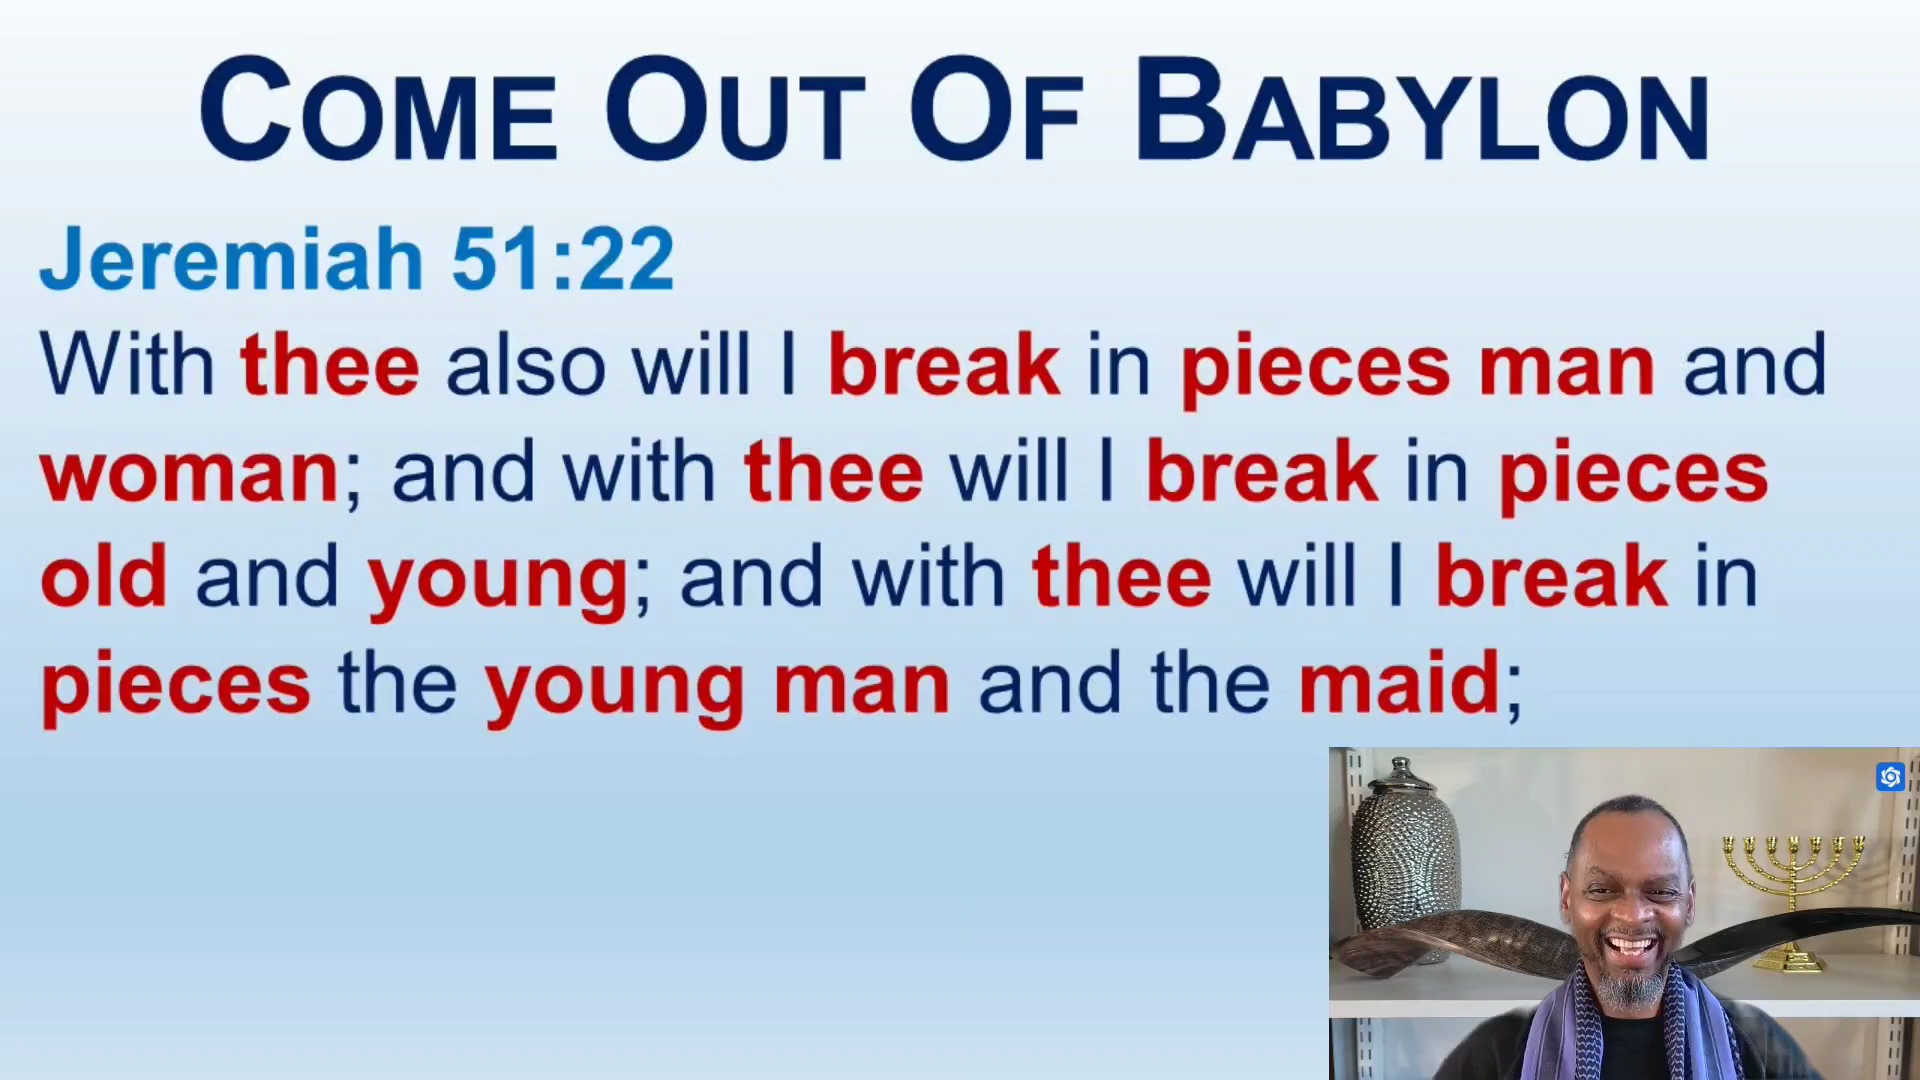 COME OUT OF BABYLON
Jeremiah 51:22
With thee also will I break in pieces man and
woman; and with thee will I break in pieces
old and young; and with thee will I break in
pieces the young man and the maid;